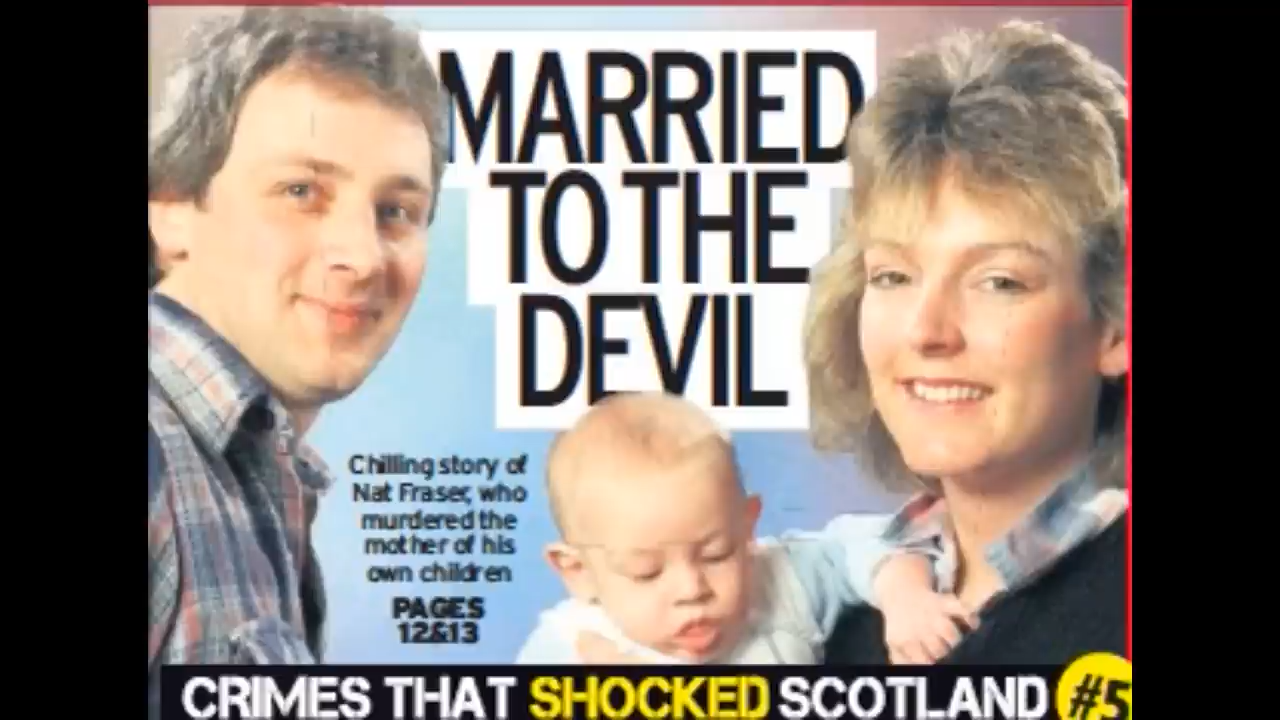 MARRIED
TO THE
DEVIL
Chilling story of
Nat Fraser, who
murdered the
mother of his
own children
PAGES
12&13
CRIMES THAT SHOCKED SCOTLAND #5